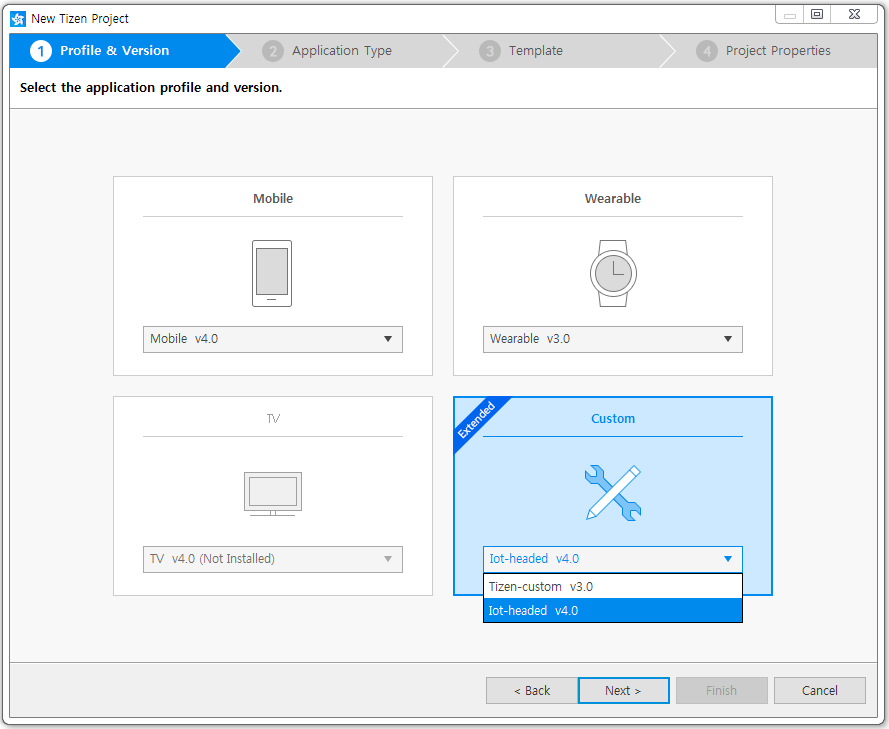 New Tizen Project
1 Profile & Version
2 Application Type
3 Template
4 Project Properties
Select the application profile and version.
Mobile
Wearable
Mobile v4.0
Wearable v3.0
TV
Extended
Custom
TV v4.0 (Not Installed)
Iot-headed v4.0
Tizen-custom v3.0
Iot-headed v4.0
< Back
Next >
Finish
Cancel